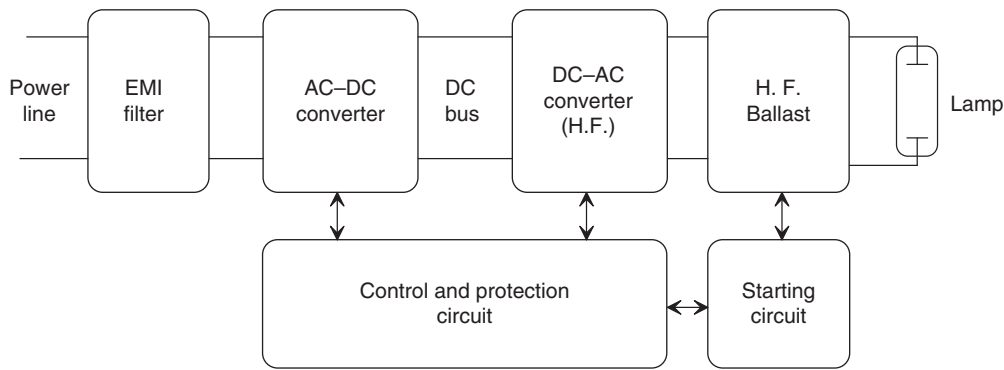 Power
line
EMI
filter
AC–DC
converter
DC
bus
DC–AC
converter
(H.F.)
H. F.
Ballast
Lamp
Control and protection
circuit
Starting
circuit